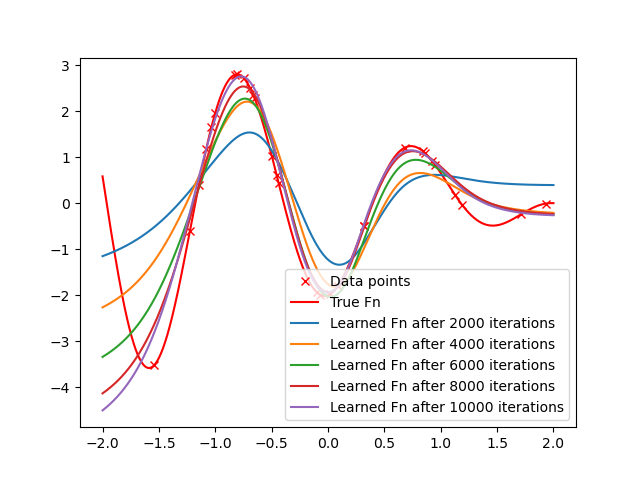 3
2
1
0
−1
−2
−3
−4
−2.0 −1.5 −1.0 −0.5 0.0 0.5 1.0 1.5 2.0
Data points
True Fn
Learned Fn after 2000 iterations
Learned Fn after 4000 iterations
Learned Fn after 6000 iterations
Learned Fn after 8000 iterations
Learned Fn after 10000 iterations